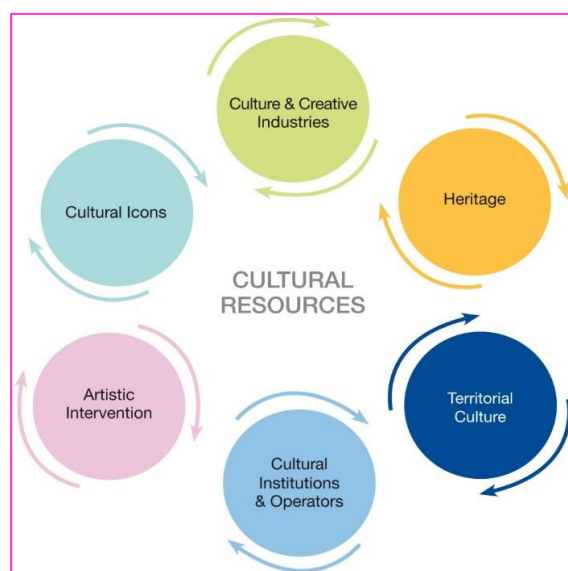 Culture & Creative
Industries
Heritage
Territorial
Culture
Cultural
Institutions
& Operators
Artistic
Intervention
Cultural Icons
CULTURAL
RESOURCES